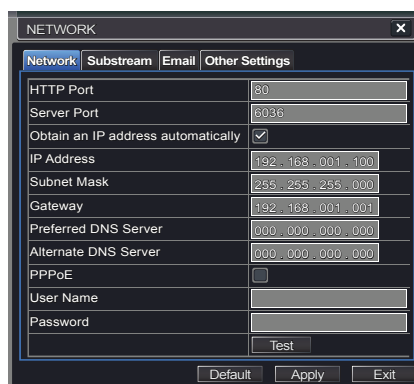 NETWORK
Network Substream Email Other Settings
HTTP Port 80
Server Port 6036
Obtain an IP address automatically
IP Address 192 . 168 . 001 . 100
Subnet Mask 255 . 255 . 255 . 000
Gateway 192 . 168 . 001 . 001
Preferred DNS Server 000 . 000 . 000 . 000
Alternate DNS Server 000 . 000 . 000 . 000
PPPoE
User Name
Password
Test
Default Apply Exit